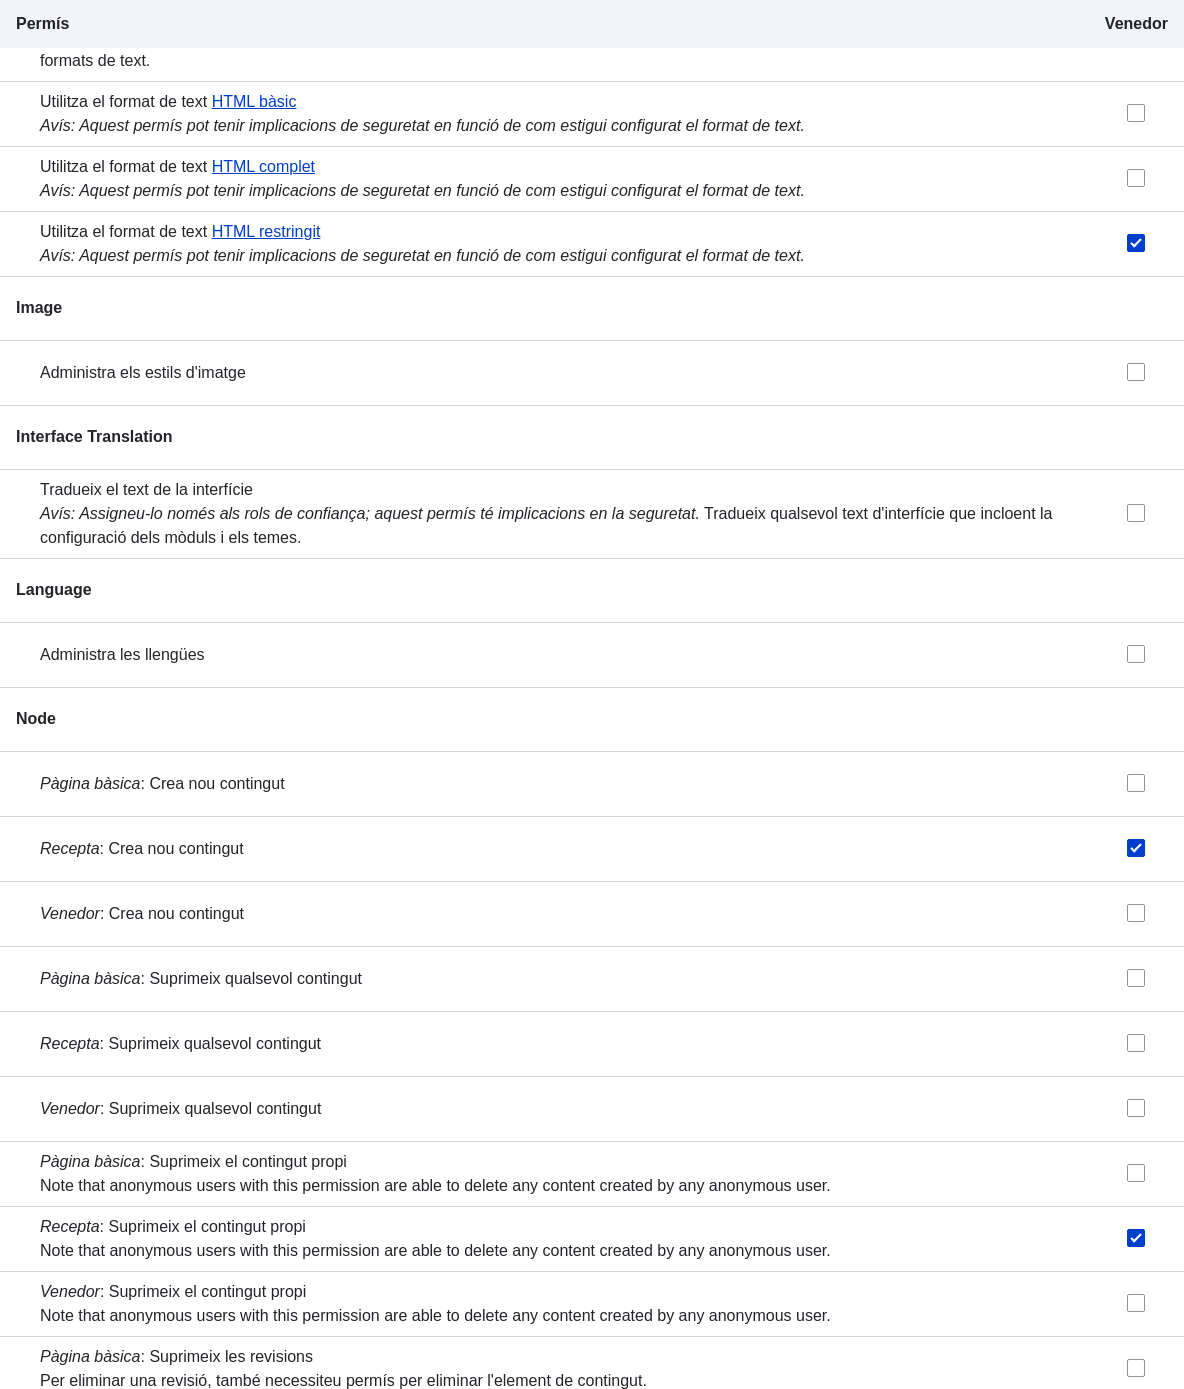 Permís Venedor
formats de text.
Utilitza el format de text HTML bàsic
Avís: Aquest permís pot tenir implicacions de seguretat en funció de com estigui configurat el format de text.
Utilitza el format de text HTML complet
Avís: Aquest permís pot tenir implicacions de seguretat en funció de com estigui configurat el format de text.
Utilitza el format de text HTML restringit
Avís: Aquest permís pot tenir implicacions de seguretat en funció de com estigui configurat el format de text.
Image
Administra els estils d'imatge
Interface Translation
Tradueix el text de la interfície
Avís: Assigneu-lo només als rols de confiança; aquest permís té implicacions en la seguretat. Tradueix qualsevol text d'interfície que incloent la
configuració dels mòduls i els temes.
Language
Administra les llengües
Node
Pàgina bàsica: Crea nou contingut
Recepta: Crea nou contingut
Venedor: Crea nou contingut
Pàgina bàsica: Suprimeix qualsevol contingut
Recepta: Suprimeix qualsevol contingut
Venedor: Suprimeix qualsevol contingut
Pàgina bàsica: Suprimeix el contingut propi
Note that anonymous users with this permission are able to delete any content created by any anonymous user.
Recepta: Suprimeix el contingut propi
Note that anonymous users with this permission are able to delete any content created by any anonymous user.
Venedor: Suprimeix el contingut propi
Note that anonymous users with this permission are able to delete any content created by any anonymous user.
Pàgina bàsica: Suprimeix les revisions
Per eliminar una revisió, també necessiteu permís per eliminar l'element de contingut.